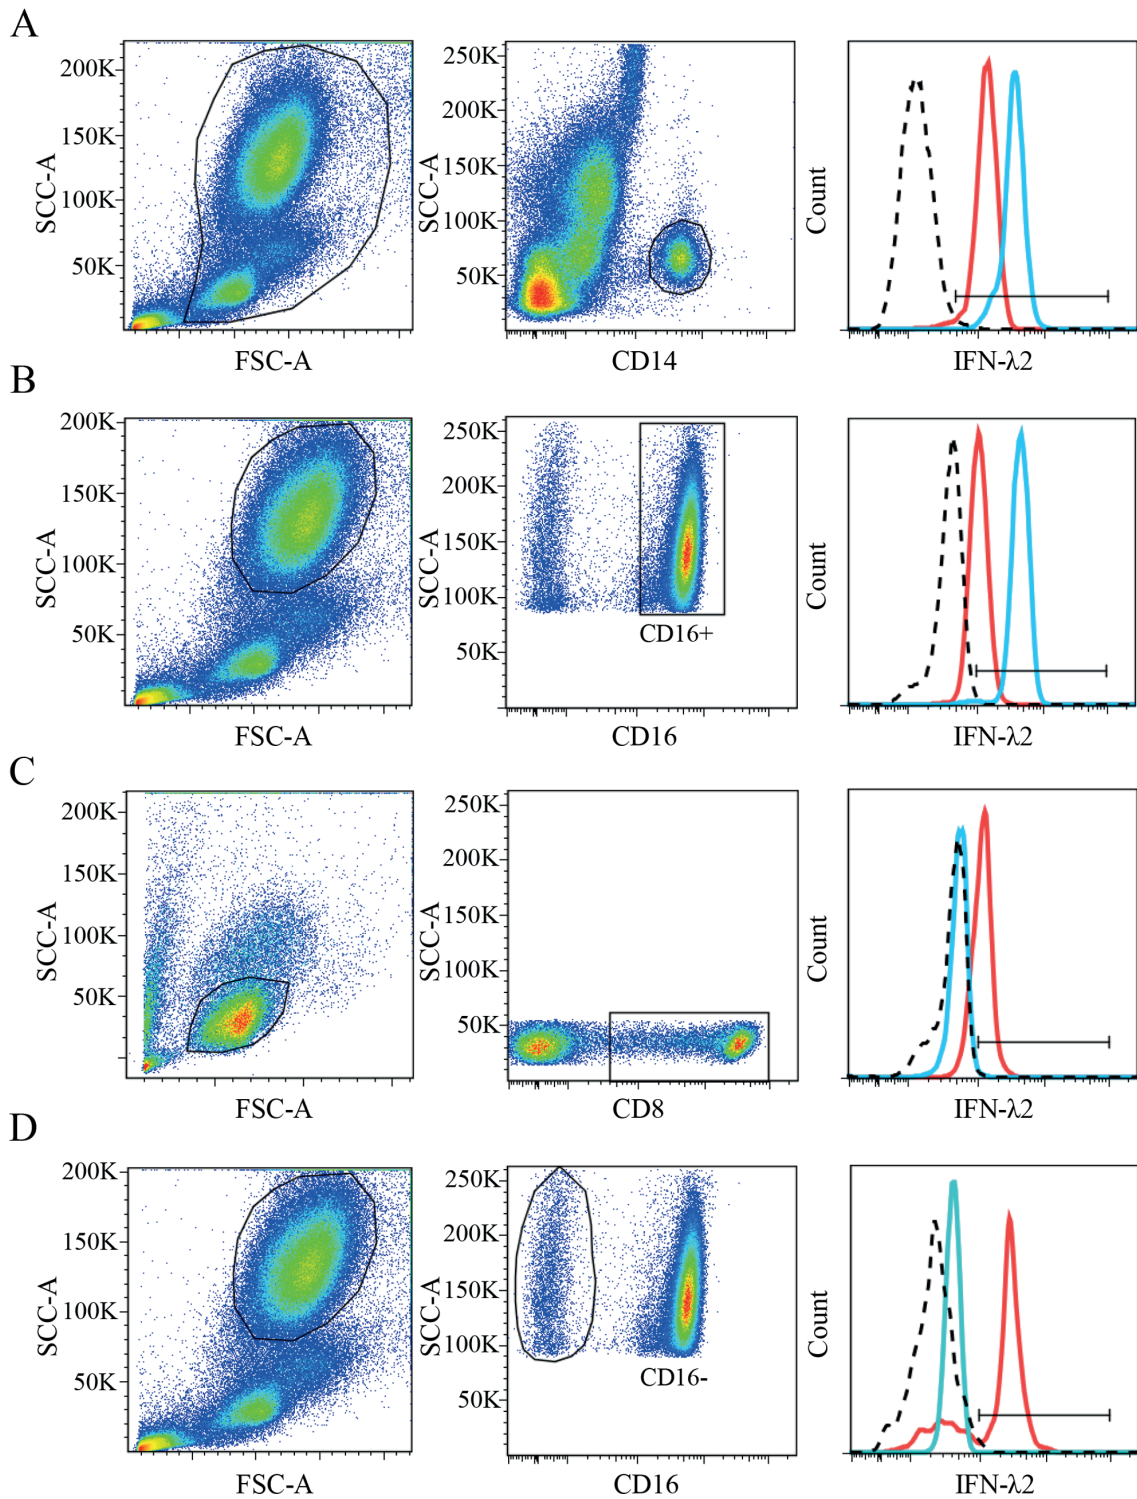 A
SCC-A
200K
150K
100K
50K
FSC-A
SCC-A
250K
200K
150K
100K
50K
CD14
Count
IFN-λ2
B
SCC-A
200K
150K
100K
50K
FSC-A
SCC-A
250K
200K
150K
100K
50K
CD16+
CD16
Count
IFN-λ2
C
SCC-A
200K
150K
100K
50K
FSC-A
SCC-A
250K
200K
150K
100K
50K
CD8
Count
IFN-λ2
D
SCC-A
200K
150K
100K
50K
FSC-A
SCC-A
250K
200K
150K
100K
50K
CD16-
CD16
Count
IFN-λ2